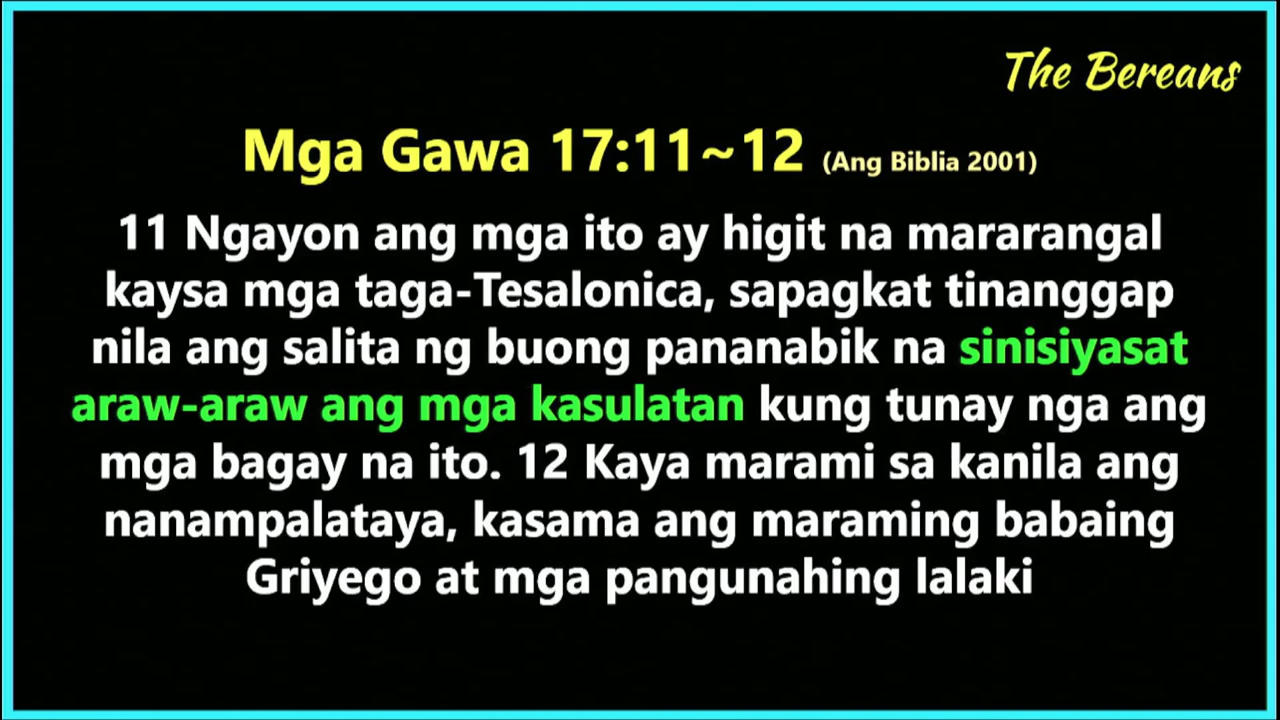 The Bereans
Mga Gawa 17:11~12 (Ang Biblia 2001)
11 Ngayon ang mga ito ay higit na mararangal
kaysa mga taga-Tesalonica, sapagkat tinanggap
nila ang salita ng buong pananabik na sinisiyasat
araw-araw ang mga kasulatan kung tunay nga ang
mga bagay na ito. 12 Kaya marami sa kanila ang
nanampalataya, kasama ang maraming babaing
Griyego at mga pangunahing lalaki